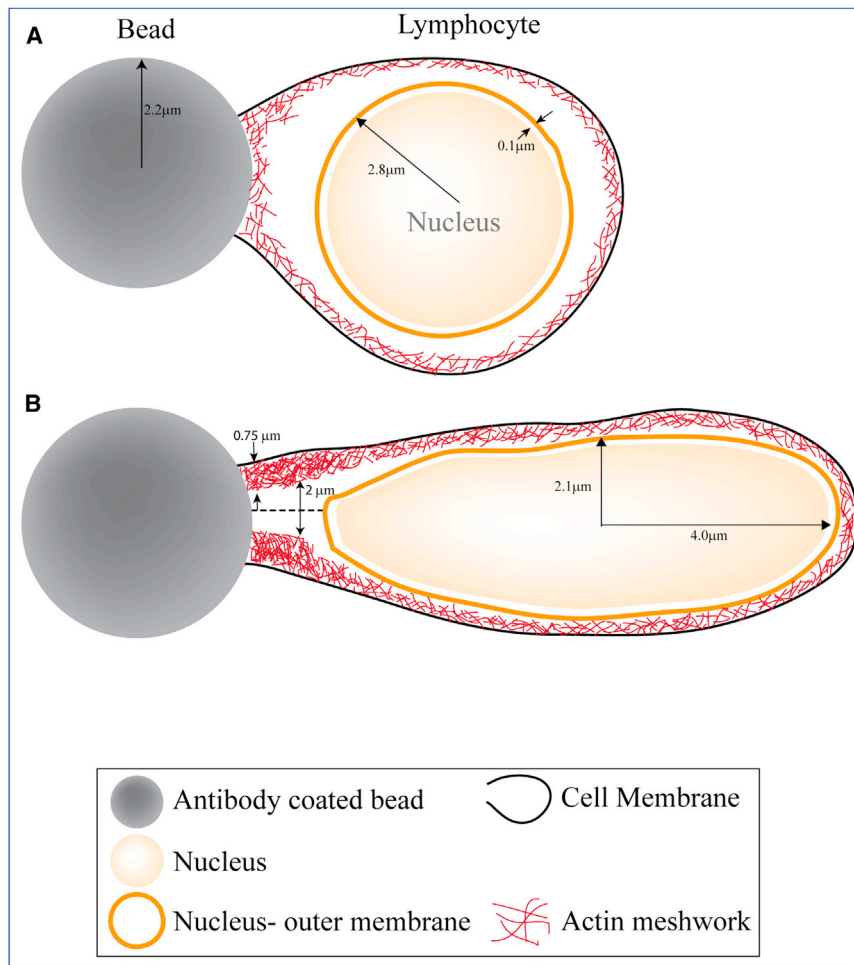 Bead Lymphocyte
A
2.2μm
0.1μm
2.8μm
Nucleus
B
0.75 μm
2 μm
2.1μm
4.0μm
Antibody coated bead Cell Membrane
Nucleus
Nucleus- outer membrane Actin meshwork